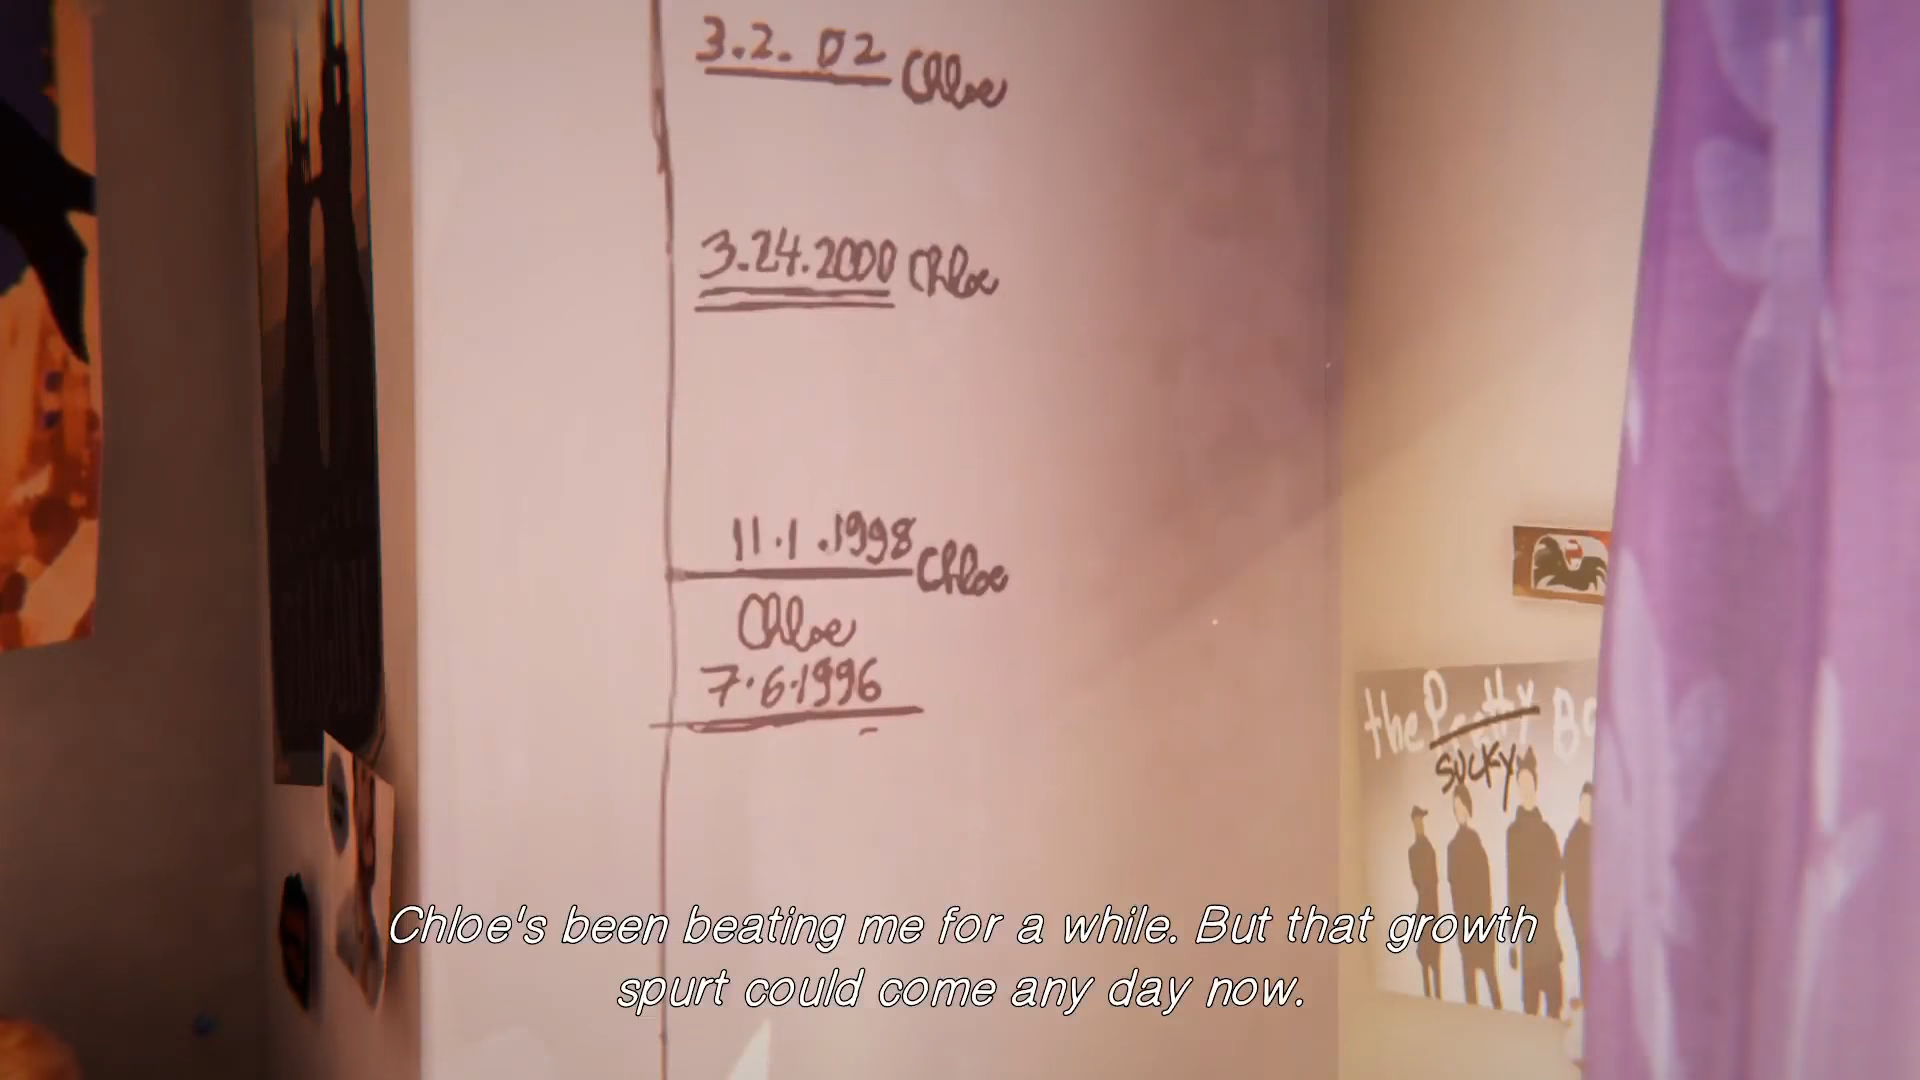 3.2.02 Chloe
3.24.2000 Chloe
11.1.1998 Chloe
Chloe
7.6.1996
the Pretty Bo
SUCKY
Chloe's been beating me for a while. But that growth
spurt could come any day now.